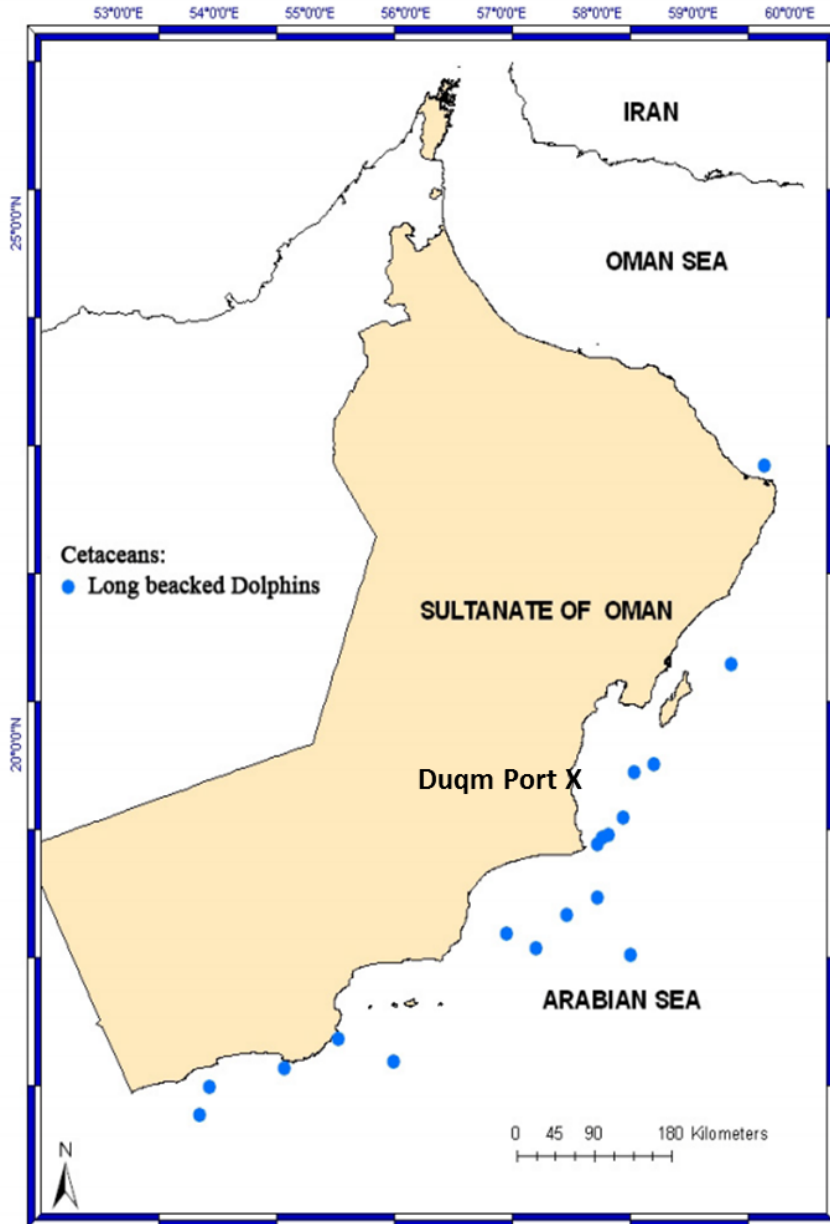 53°0'0"E 54°0'0"E 55°0'0"E 56°0'0"E 57°0'0"E 58°0'0"E 59°0'0"E 60°0'0"E
IRAN
25°0'0"N
OMAN SEA
Cetaceans:
Long beacked Dolphins
SULTANATE OF OMAN
20°0'0"N
Duqm Port X
ARABIAN SEA
0 45 90 180 Kilometers
N